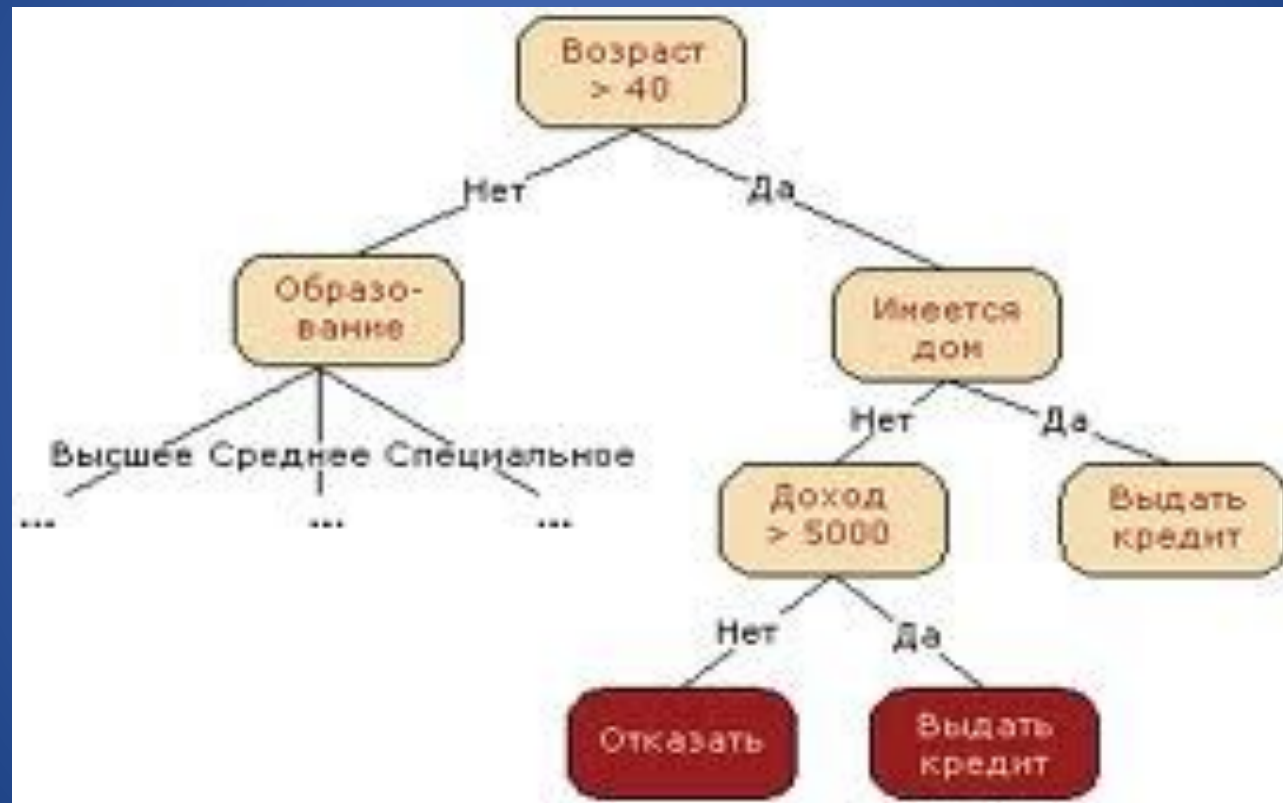 Возраст
> 40
Нет
Да
Образо-
вание
Имеется
дом
Высшее Среднее Специальное
...
...
...
Нет
Да
Доход
> 5000
Выдать
кредит
Нет
Да
Отказать
Выдать
кредит